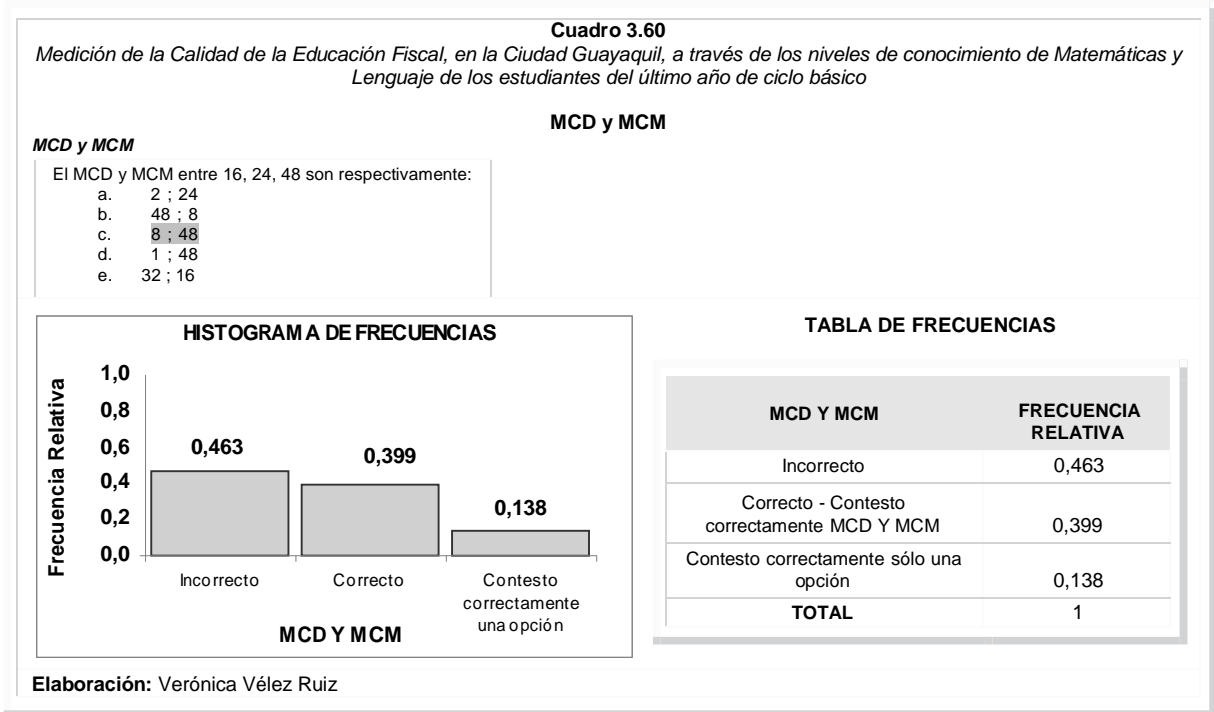 Cuadro 3.60
Medición de la Calidad de la Educación Fiscal, en la Ciudad Guayaquil, a través de los niveles de conocimiento de Matemáticas y
Lenguaje de los estudiantes del último año de ciclo básico
MCD y MCM
MCD y MCM
El MCD y MCM entre 16, 24, 48 son respectivamente:
a. 2 ; 24
b. 48 ; 8
c. 8 ; 48
d. 1 ; 48
e. 32 ; 16
HISTOGRAMA DE FRECUENCIAS
Frecuencia Relativa
1,0
0,8
0,6
0,4
0,2
0,0
0,463
0,399
0,138
Incorrecto
Correcto
Contesto
correctamente
una opción
MCD Y MCM
TABLA DE FRECUENCIAS
MCD Y MCM
FRECUENCIA
RELATIVA
Incorrecto 0,463
Correcto - Contesto
correctamente MCD Y MCM 0,399
Contesto correctamente sólo una
opción 0,138
TOTAL 1
Elaboración: Verónica Vélez Ruiz